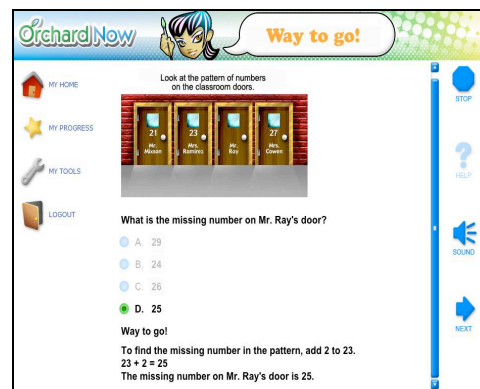 Orchard Now
Way to go!
MY HOME
MY PROGRESS
MY TOOLS
LOGOUT
Look at the pattern of numbers
on the classroom doors.
21
Mr.
Mixson
23
Mrs.
Ramirez
Mr.
Ray
27
Mrs.
Cowen
What is the missing number on Mr. Ray's door?
A. 29
B. 24
C. 26
D. 25
Way to go!
To find the missing number in the pattern, add 2 to 23.
23 + 2 = 25
The missing number on Mr. Ray's door is 25.
STOP
HELP
SOUND
NEXT